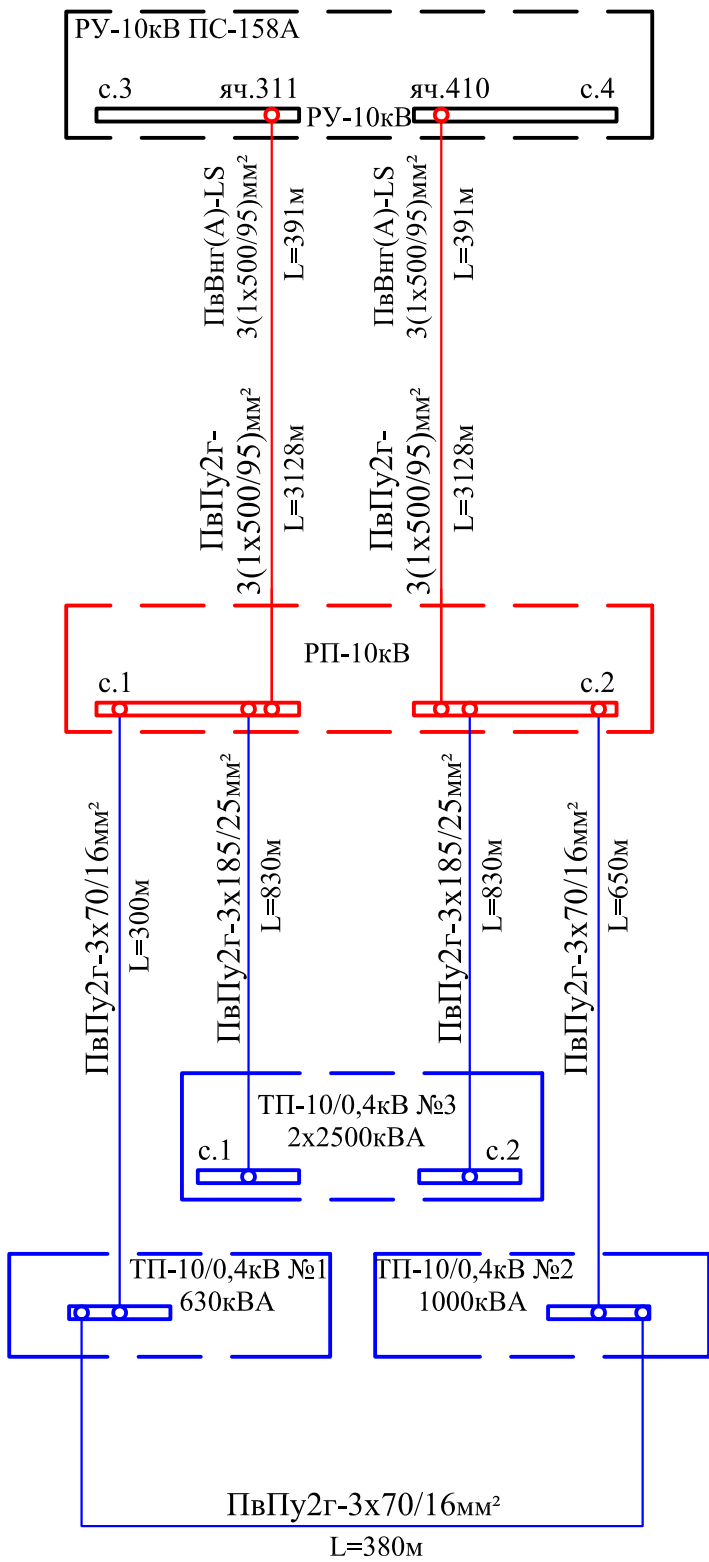 РУ-10кВ ПС-158А
с.3
яч.311
яч.410
с.4
РУ-10кВ
ПвВнг(А)-LS
3(1х500/95)мм²
L=391м
ПвВнг(А)-LS
3(1х500/95)мм²
L=391м
ПвПу2г-
3(1х500/95)мм²
L=3128м
ПвПу2г-
3(1х500/95)мм²
L=3128м
РП-10кВ
с.1
с.2
ПвПу2г-3х70/16мм²
L=300м
ПвПу2г-3х185/25мм²
L=830м
ПвПу2г-3х185/25мм²
L=830м
ПвПу2г-3х70/16мм²
L=650м
ТП-10/0,4кВ №3
2х2500кВА
с.1
с.2
ТП-10/0,4кВ №1
630кВА
ТП-10/0,4кВ №2
1000кВА
ПвПу2г-3х70/16мм²
L=380м